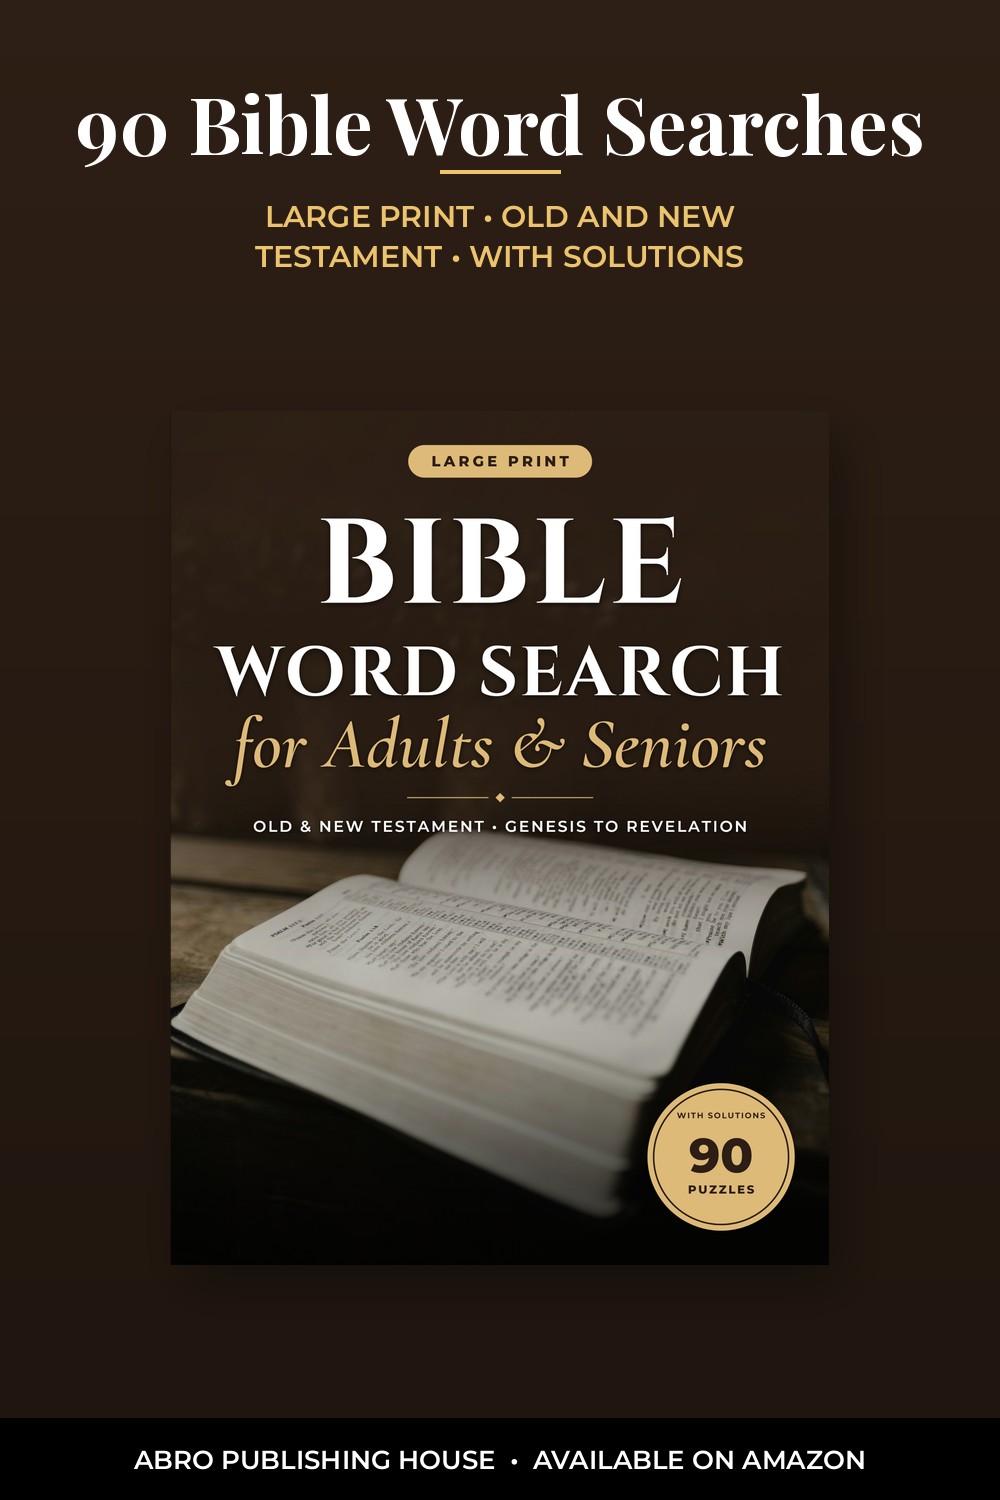 90 Bible Word Searches
LARGE PRINT • OLD AND NEW
TESTAMENT • WITH SOLUTIONS
LARGE PRINT
BIBLE
WORD SEARCH
for Adults & Seniors
OLD & NEW TESTAMENT • GENESIS TO REVELATION
WITH SOLUTIONS
90
PUZZLES
ABRO PUBLISHING HOUSE • AVAILABLE ON AMAZON